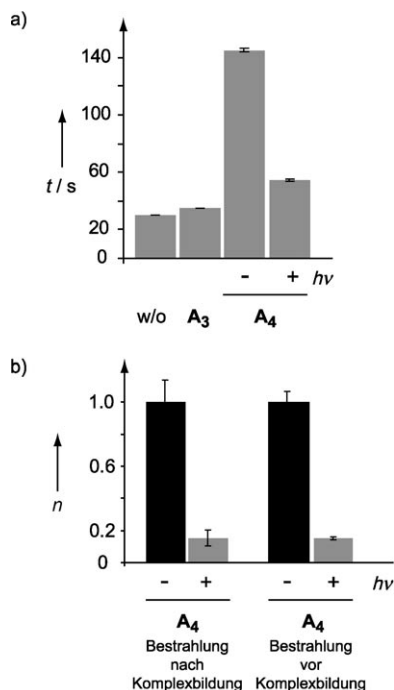 a)
140
100
t / s
60
20
0
- + hν
w/o A₃ A₄
b)
1.0
0.6
n
0.2
0
- + - + hν
A₄ A₄
Bestrahlung Bestrahlung
nach vor
Komplexbildung Komplexbildung